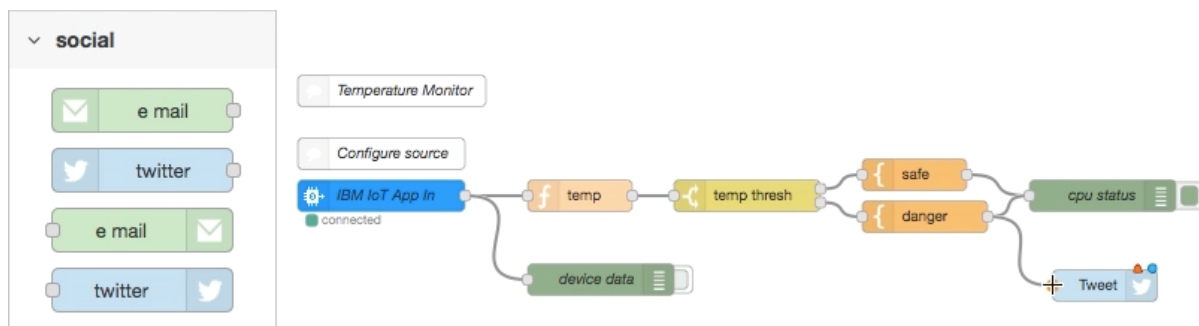 social
e mail
twitter
e mail
twitter
Temperature Monitor
Configure source
IBM IoT App In
connected
temp
temp thresh
safe
danger
cpu status
device data
Tweet